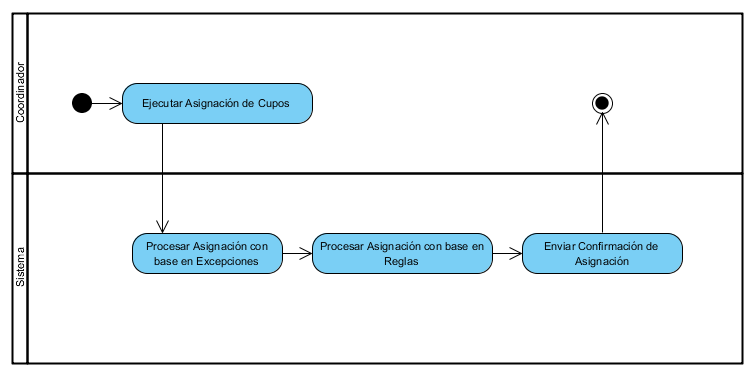 Coordinador
Ejecutar Asignación de Cupos
Sistema
Procesar Asignación con
base en Excepciones
Procesar Asignación con base en
Reglas
Enviar Confirmación de
Asignación